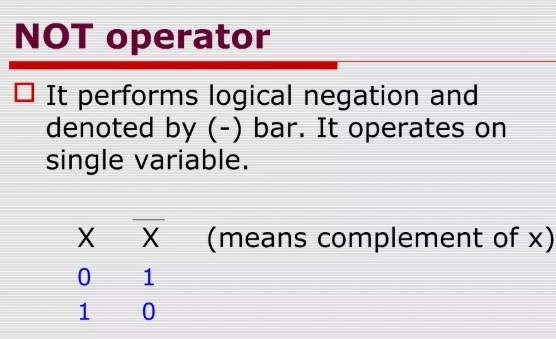 NOT operator
It performs logical negation and
denoted by (-) bar. It operates on
single variable.
X X̅ (means complement of x)
0 1
1 0